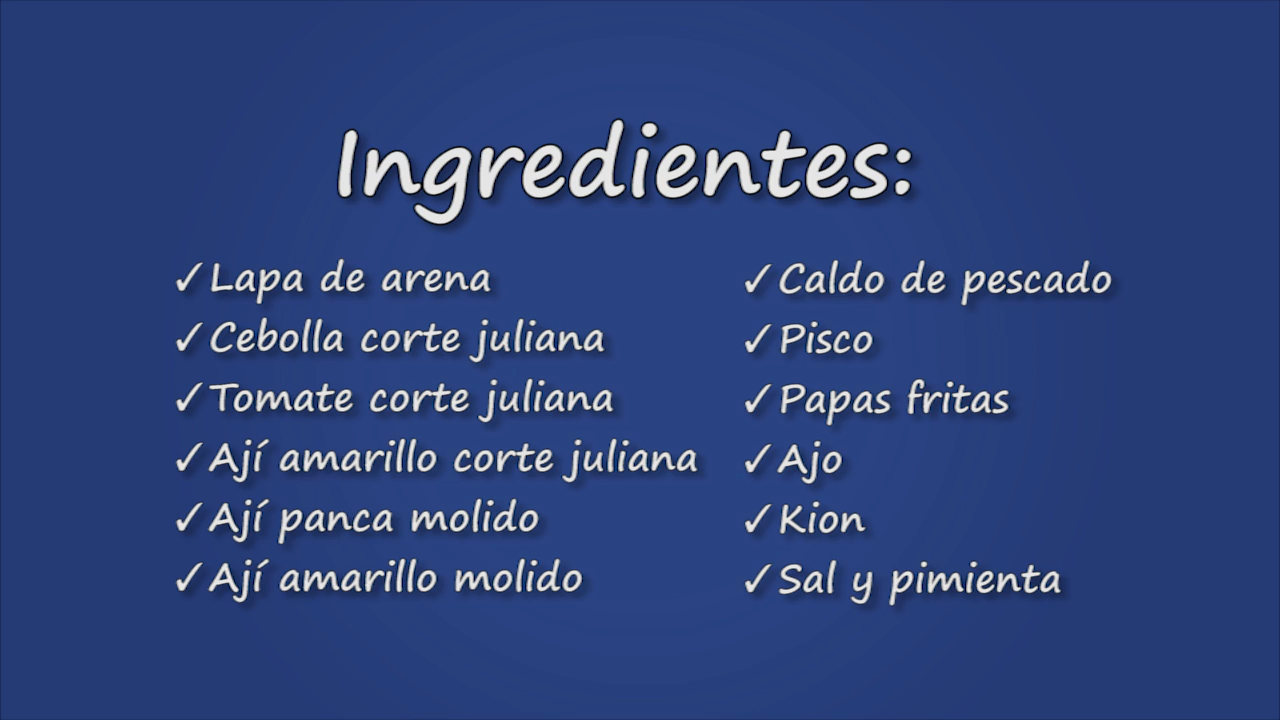 Ingredientes:
✓Lapa de arena
✓Cebolla corte juliana
✓Tomate corte juliana
✓Ají amarillo corte juliana
✓Ají panca molido
✓Ají amarillo molido
✓Caldo de pescado
✓Pisco
✓Papas fritas
✓Ajo
✓Kion
✓Sal y pimienta